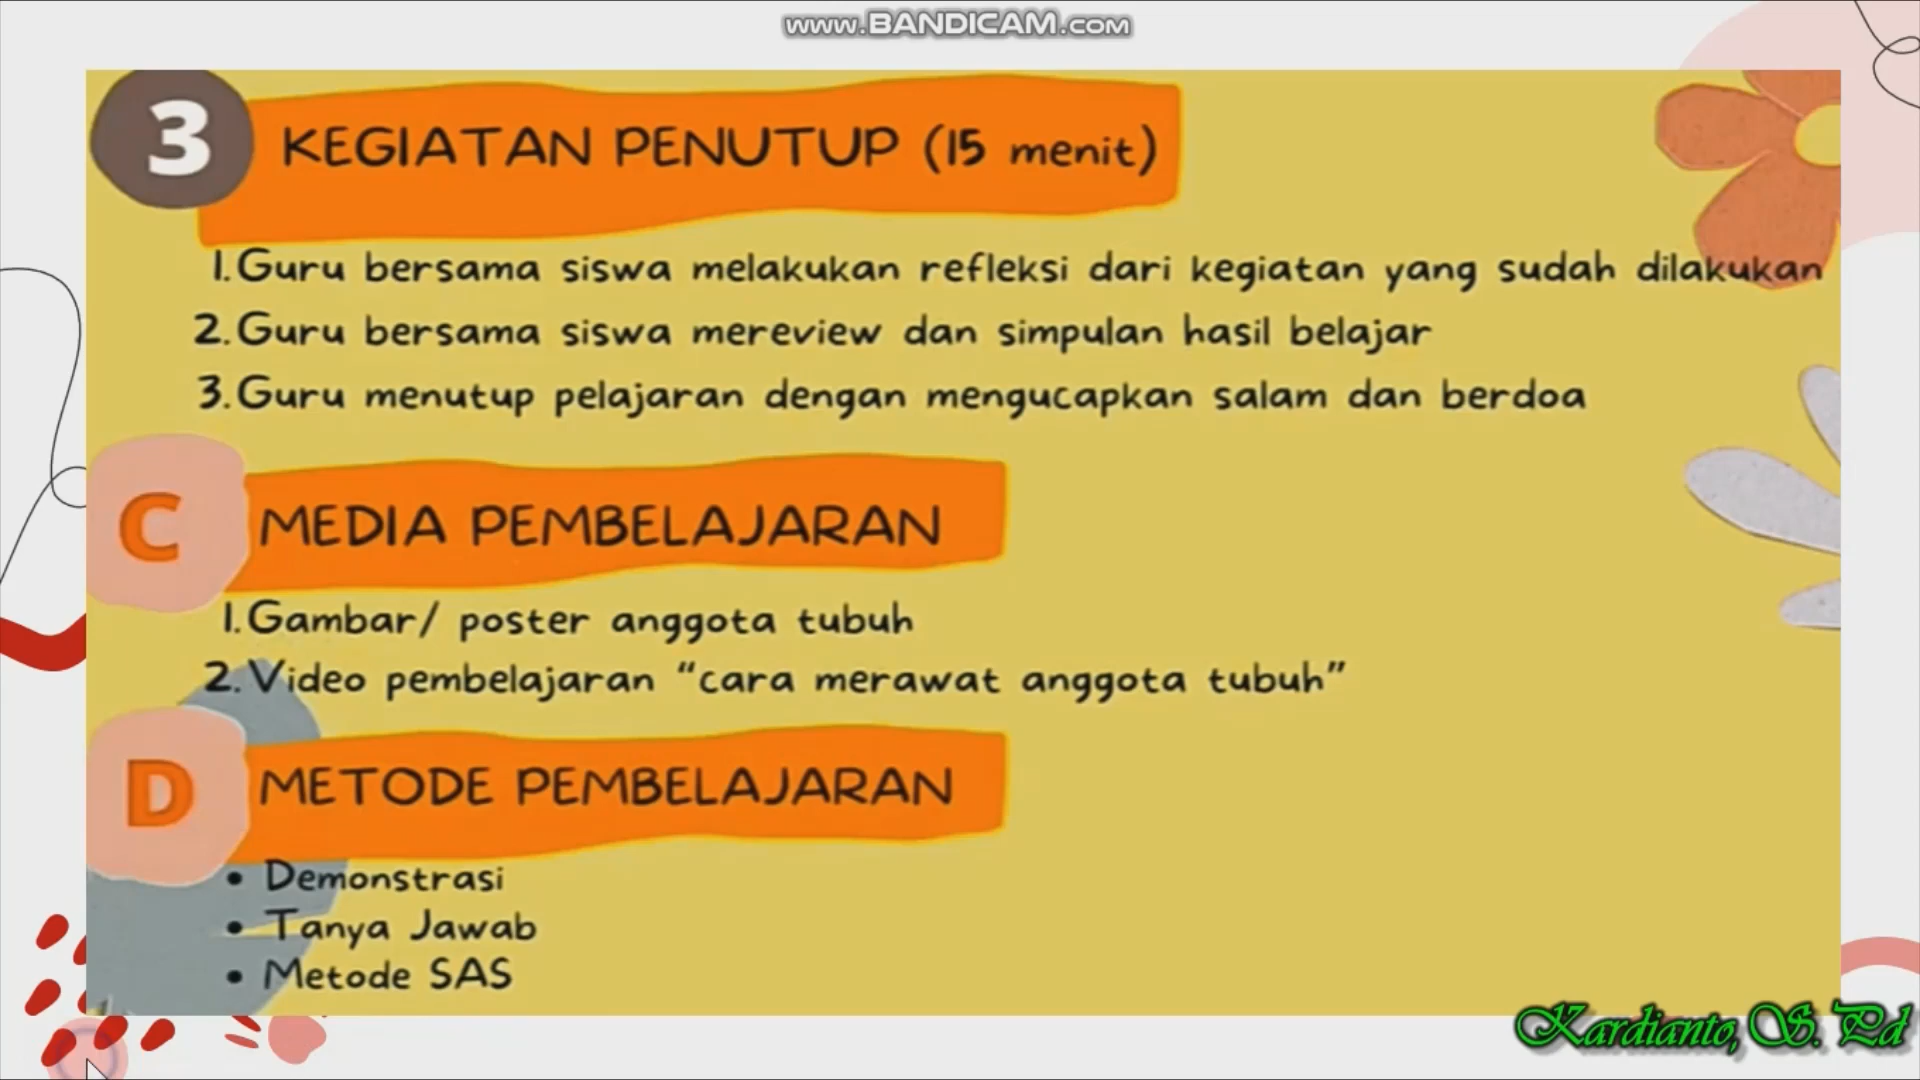 www.BANDICAM.com
3
KEGIATAN PENUTUP (15 menit)
1.Guru bersama siswa melakukan refleksi dari kegiatan yang sudah dilakukan
2.Guru bersama siswa mereview dan simpulan hasil belajar
3.Guru menutup pelajaran dengan mengucapkan salam dan berdoa
C
MEDIA PEMBELAJARAN
1.Gambar/ poster anggota tubuh
2.Video pembelajaran “cara merawat anggota tubuh”
D
METODE PEMBELAJARAN
• Demonstrasi
• Tanya Jawab
• Metode SAS
Kardianto, S. Pd